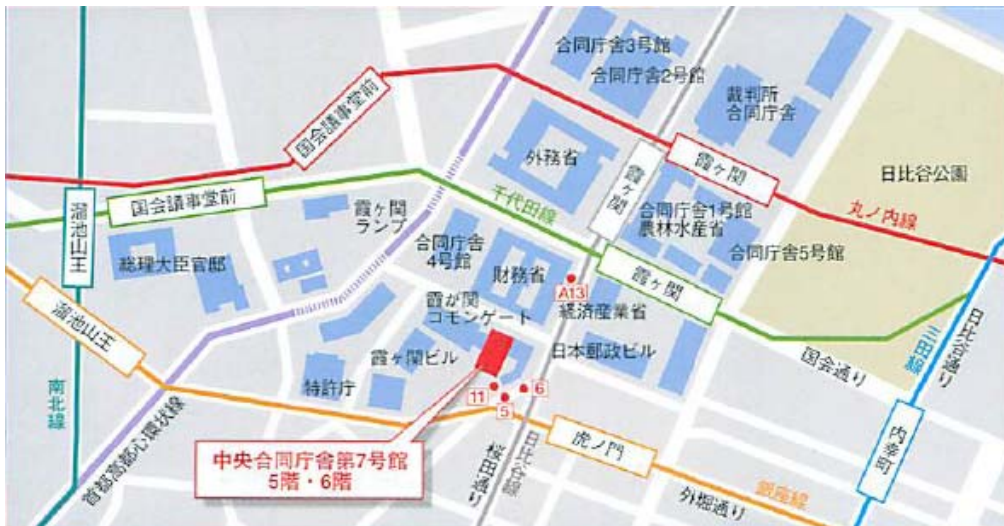 合同庁舎3号館
合同庁舎2号館
裁判所
合同庁舎
国会議事堂前
外務省
霞ヶ関
霞ヶ関
日比谷公園
国会議事堂前
溜池山王
霞ヶ関
ランプ
千代田線
合同庁舎1号館
農林水産省
丸ノ内線
総理大臣官邸
合同庁舎
4号館
財務省
合同庁舎5号館
霞ヶ関
A13
経済産業省
溜池山王
霞が関
コモンゲート
三田線
日比谷通り
霞ヶ関ビル
日本郵政ビル
国会通り
特許庁
南北線
11
5
6
首都高都心環状線
中央合同庁舎第7号館
5階・6階
桜田通り
日比谷線
虎ノ門
内幸町
銀座線
外堀通り